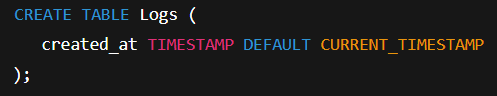 CREATE TABLE Logs (
created_at TIMESTAMP DEFAULT CURRENT_TIMESTAMP
);